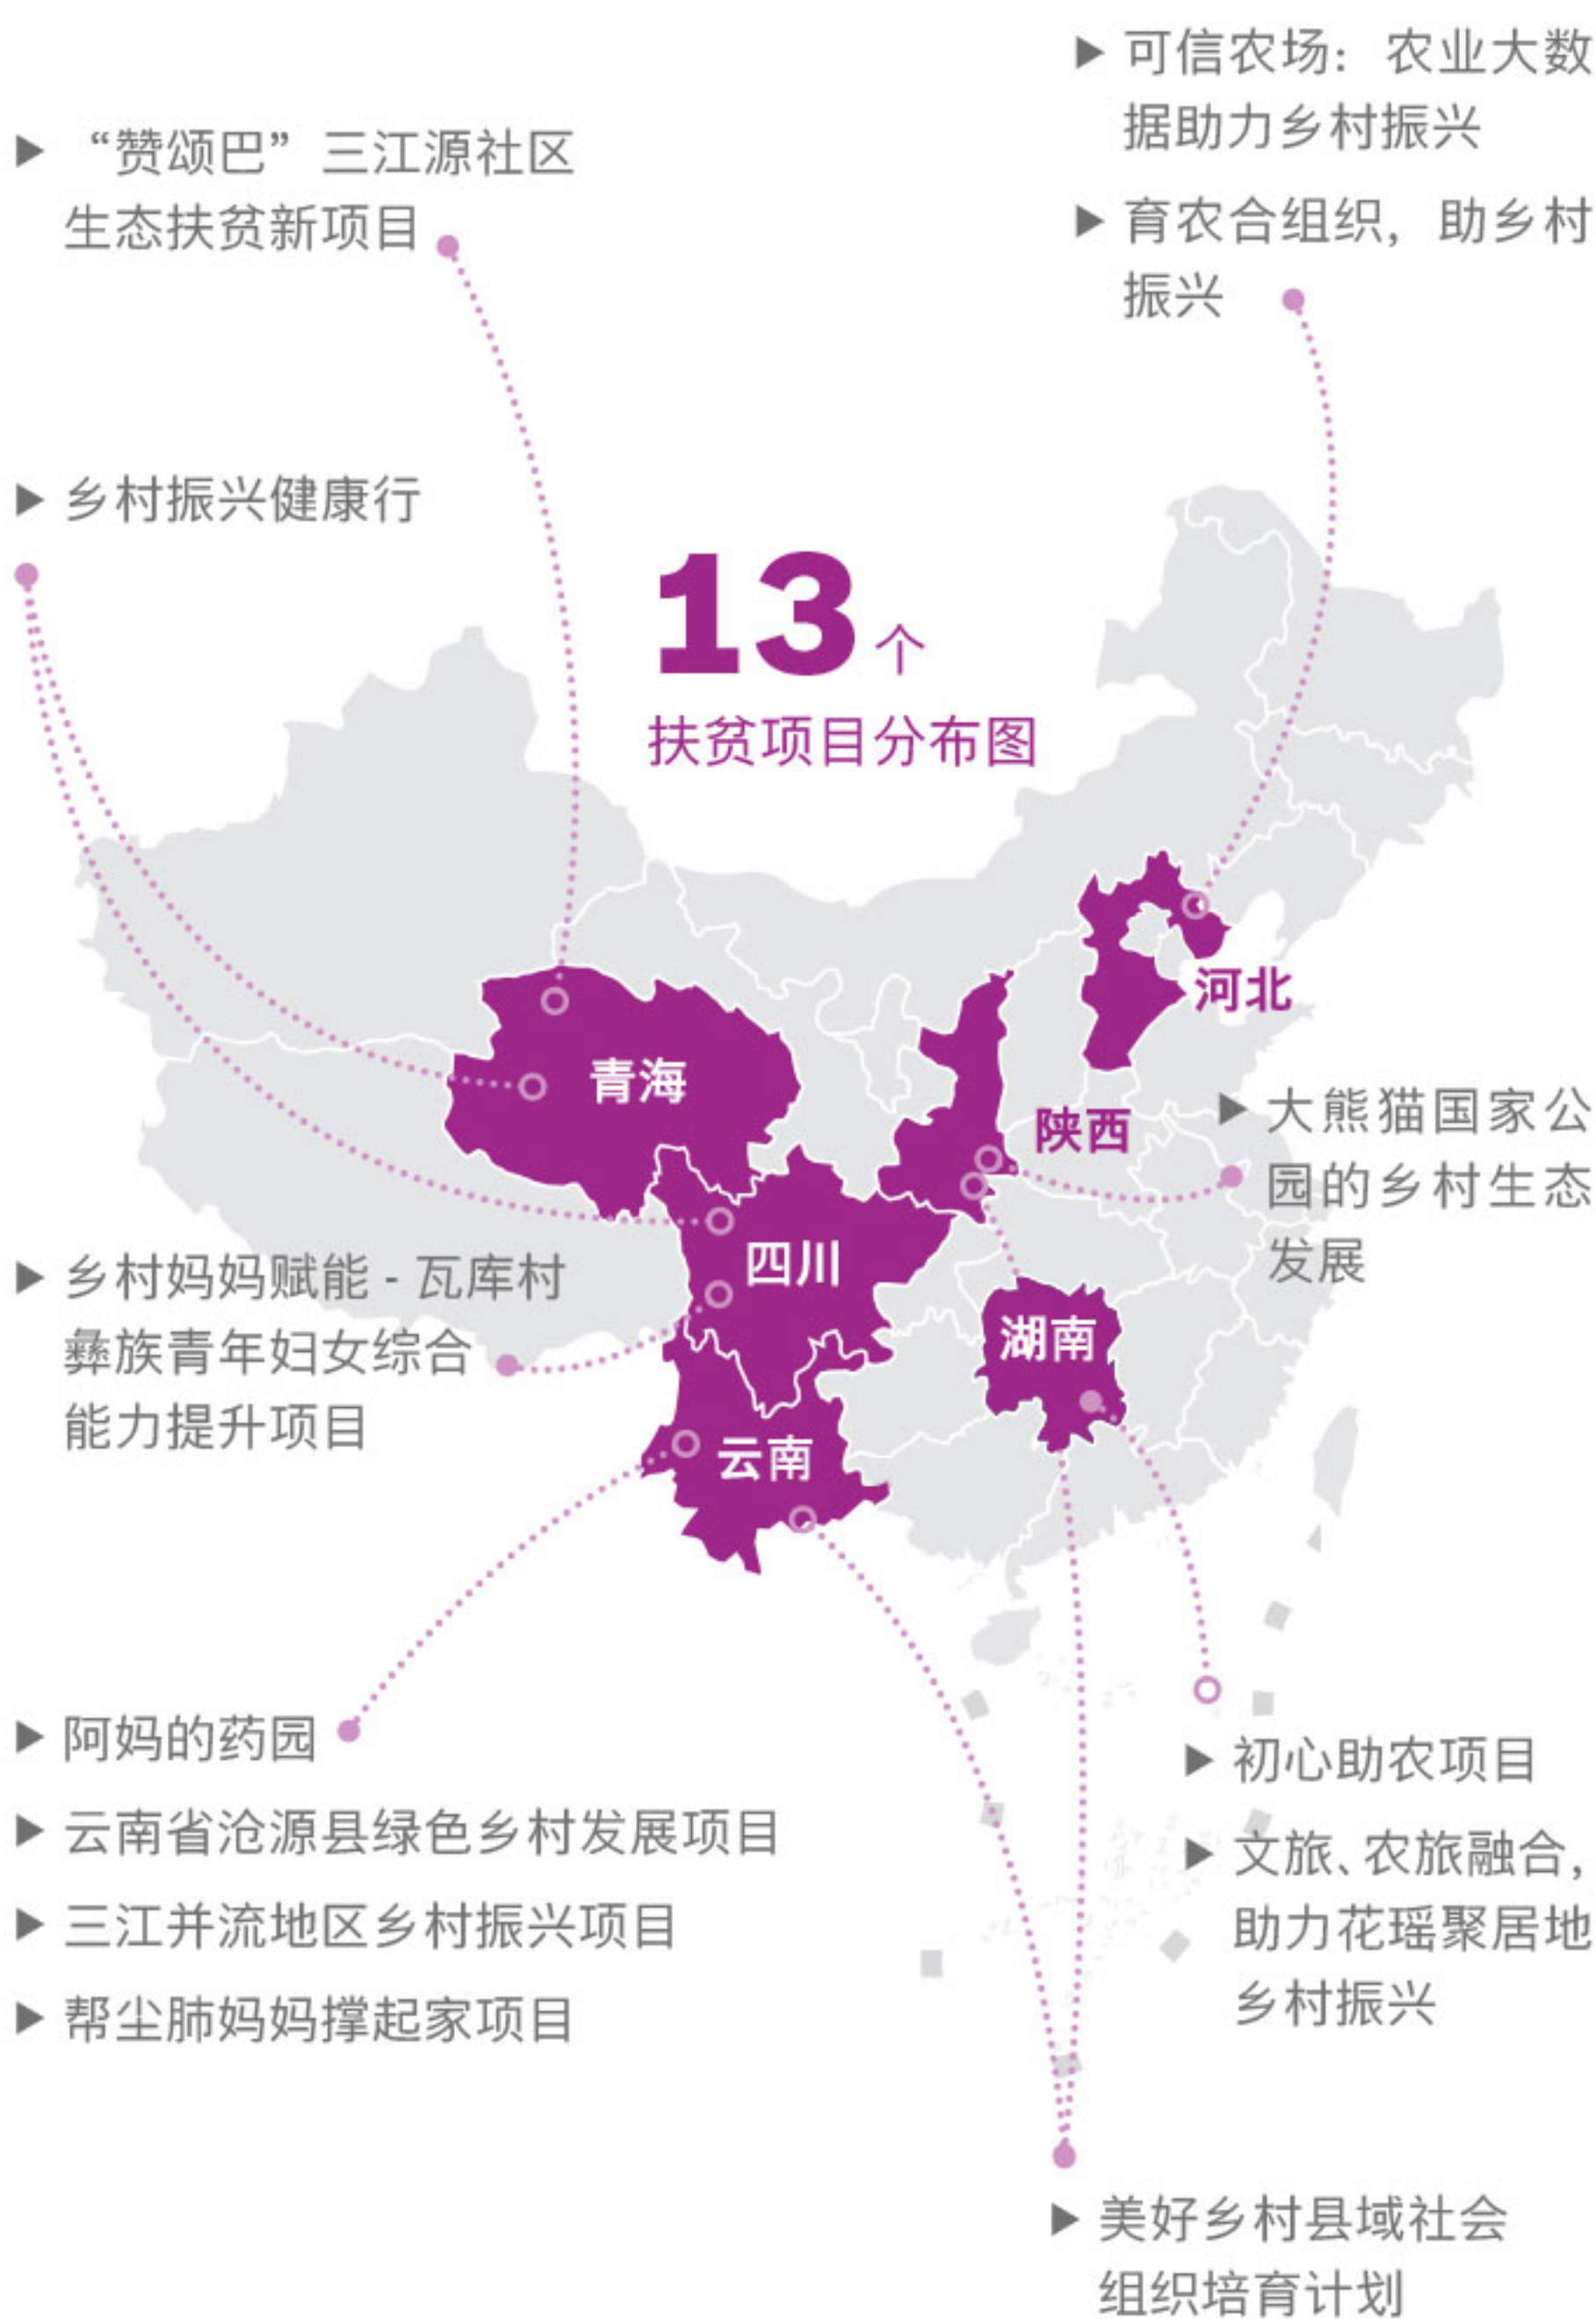 ▶ 可信农场：农业大数
据助力乡村振兴
▶ 育农合组织，助乡村
振兴
▶ “赞颂巴”三江源社区
生态扶贫新项目
▶ 乡村振兴健康行
13个
扶贫项目分布图
河北
青海
陕西
▶ 大熊猫国家公
园的乡村生态
发展
四川
▶ 乡村妈妈赋能 - 瓦库村
彝族青年妇女综合
能力提升项目
湖南
云南
▶ 阿妈的药园
▶ 云南省沧源县绿色乡村发展项目
▶ 三江并流地区乡村振兴项目
▶ 帮尘肺妈妈撑起家项目
▶ 初心助农项目
▶ 文旅、农旅融合，
助力花瑶聚居地
乡村振兴
▶ 美好乡村县域社会
组织培育计划